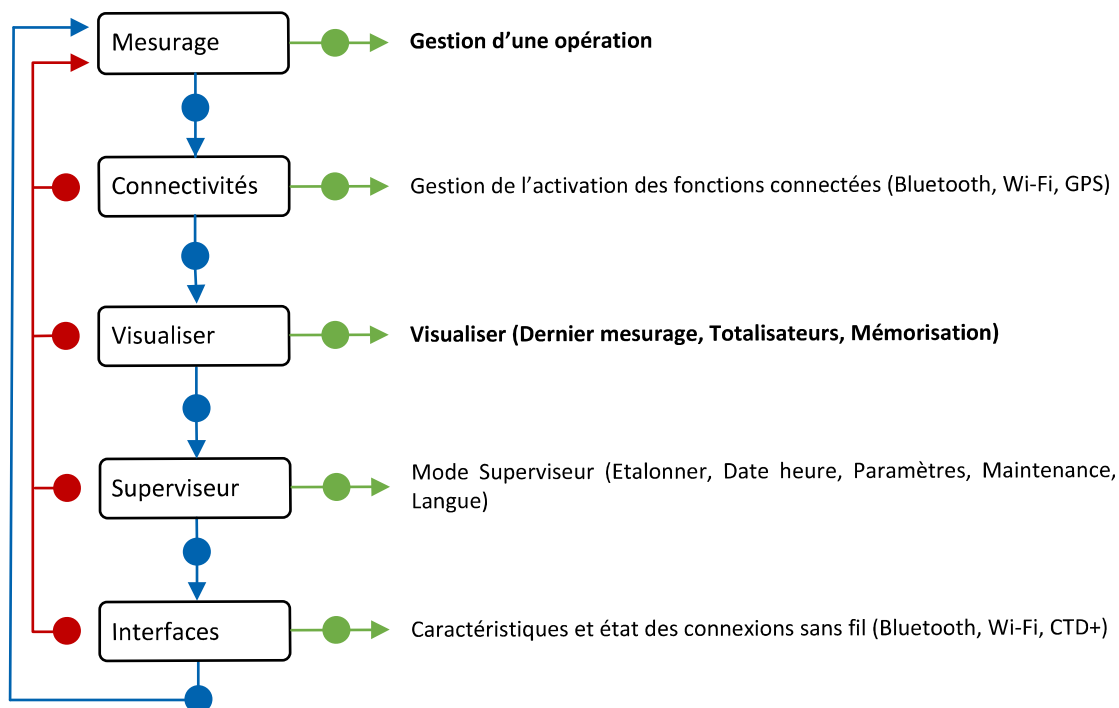 Mesurage
Gestion d’une opération
Connectivités
Gestion de l’activation des fonctions connectées (Bluetooth, Wi-Fi, GPS)
Visualiser
Visualiser (Dernier mesurage, Totalisateurs, Mémorisation)
Superviseur
Mode Superviseur (Etalonner, Date heure, Paramètres, Maintenance,
Langue)
Interfaces
Caractéristiques et état des connexions sans fil (Bluetooth, Wi-Fi, CTD+)